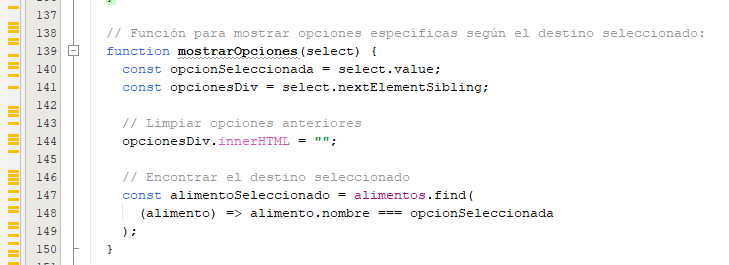 137
138 // Función para mostrar opciones específicas según el destino seleccionado:
139 function mostrarOpciones(select) {
140 const opcionSeleccionada = select.value;
141 const opcionesDiv = select.nextElementSibling;
142
143 // Limpiar opciones anteriores
144 opcionesDiv.innerHTML = "";
145
146 // Encontrar el destino seleccionado
147 const alimentoSeleccionado = alimentos.find(
148 (alimento) => alimento.nombre === opcionSeleccionada
149 );
150 }